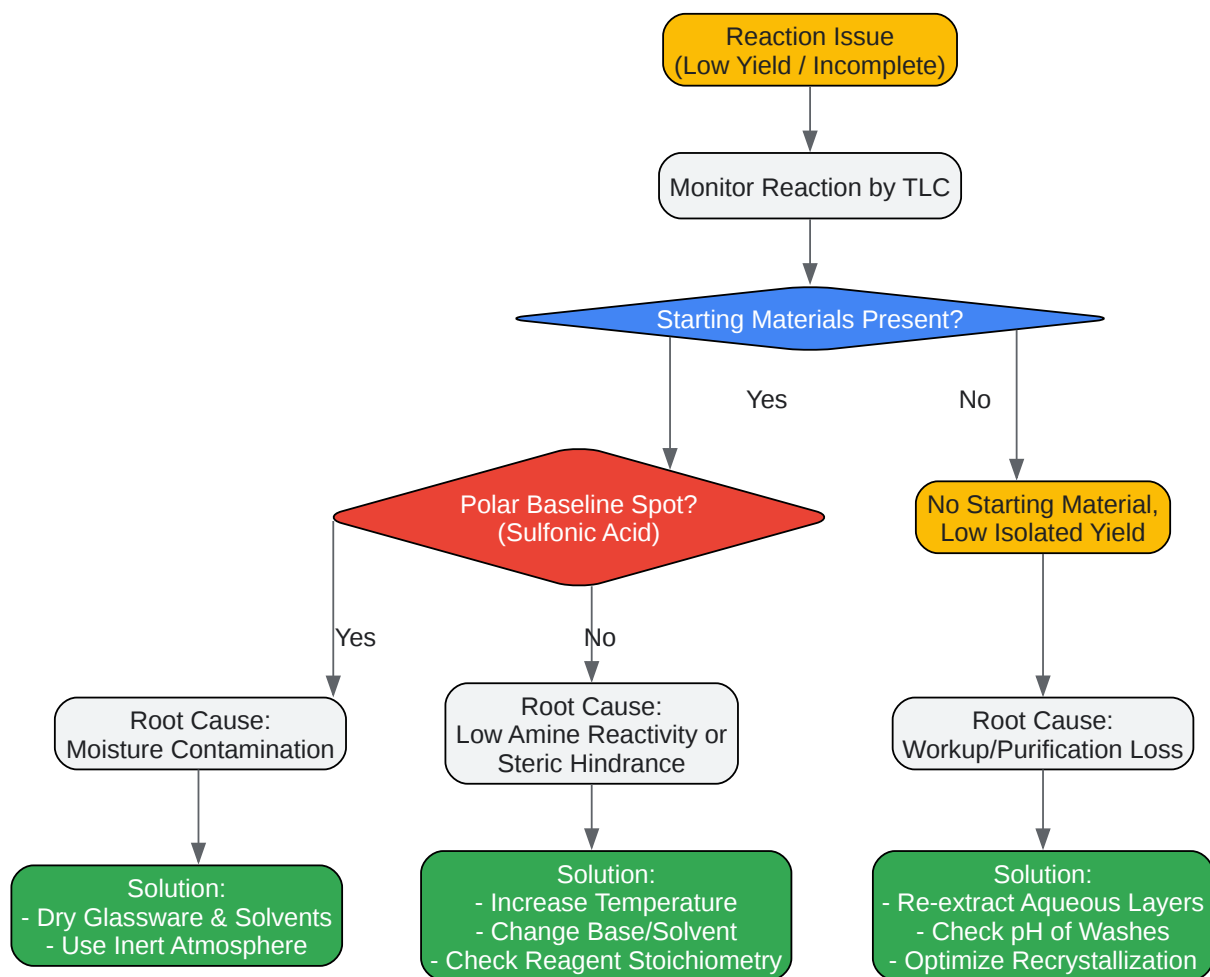 Reaction Issue
(Low Yield / Incomplete)
Monitor Reaction by TLC
Starting Materials Present?
Yes
No
Polar Baseline Spot?
(Sulfonic Acid)
No Starting Material,
Low Isolated Yield
Yes
No
Root Cause:
Moisture Contamination
Root Cause:
Low Amine Reactivity or
Steric Hindrance
Root Cause:
Workup/Purification Loss
Solution:
- Dry Glassware & Solvents
- Use Inert Atmosphere
Solution:
- Increase Temperature
- Change Base/Solvent
- Check Reagent Stoichiometry
Solution:
- Re-extract Aqueous Layers
- Check pH of Washes
- Optimize Recrystallization